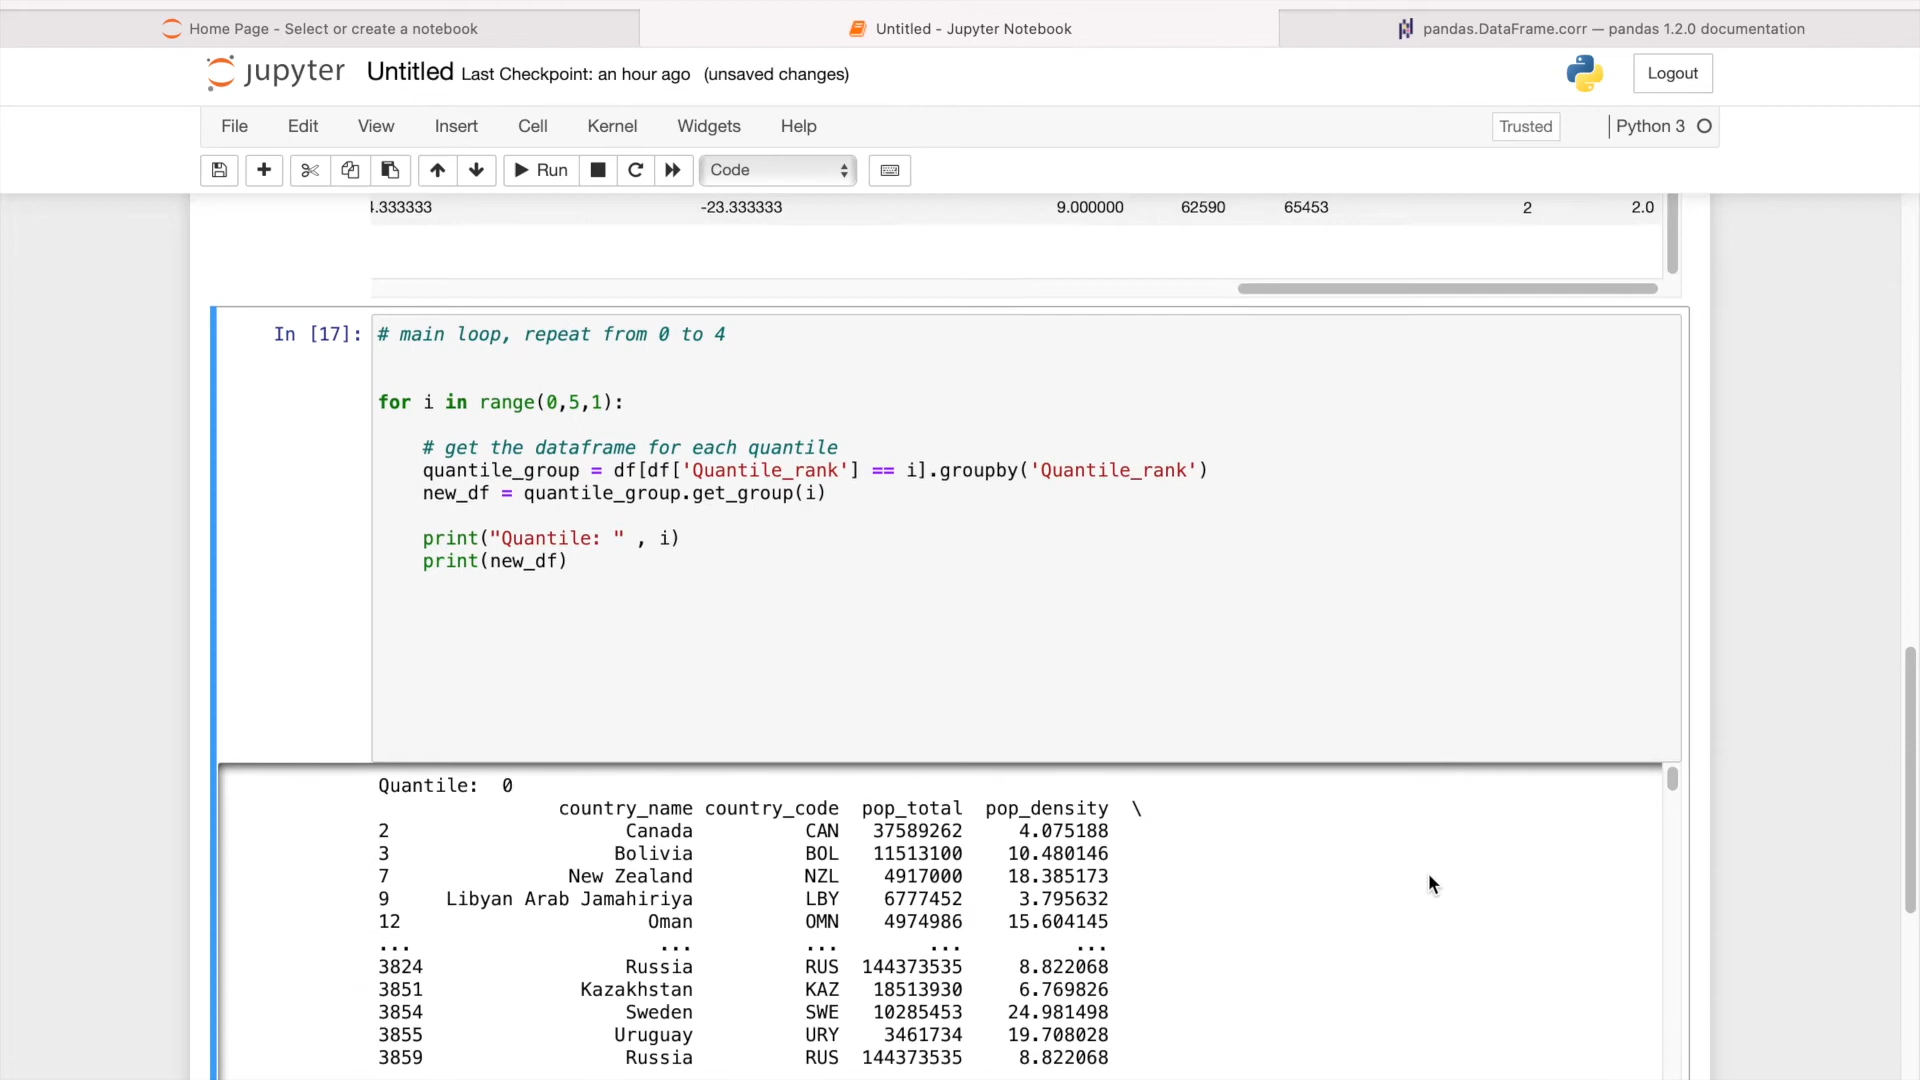 Home Page - Select or create a notebook
Untitled - Jupyter Notebook
pandas.DataFrame.corr — pandas 1.2.0 documentation
jupyter Untitled Last Checkpoint: an hour ago (unsaved changes)
Logout
File Edit View Insert Cell Kernel Widgets Help
Trusted
Python 3
Run
Code
.333333 -23.333333 9.000000 62590 65453 2 2.0
In [17]: # main loop, repeat from 0 to 4
for i in range(0,5,1):
# get the dataframe for each quantile
quantile_group = df[df['Quantile_rank'] == i].groupby('Quantile_rank')
new_df = quantile_group.get_group(i)
print("Quantile: " , i)
print(new_df)
Quantile:  0
country_name country_code pop_total pop_density \
2 Canada CAN 37589262 4.075188
3 Bolivia BOL 11513100 10.480146
7 New Zealand NZL 4917000 18.385173
9 Libyan Arab Jamahiriya LBY 6777452 3.795632
12 Oman OMN 4974986 15.604145
... ... ... ... ...
3824 Russia RUS 144373535 8.822068
3851 Kazakhstan KAZ 18513930 6.769826
3854 Sweden SWE 10285453 24.981498
3855 Uruguay URY 3461734 19.708028
3859 Russia RUS 144373535 8.822068